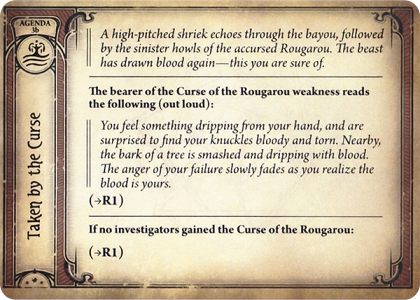 AGENDA
3b
Taken by the Curse
A high-pitched shriek echoes through the bayou, followed
by the sinister howls of the accursed Rougarou. The beast
has drawn blood again—this you are sure of.
The bearer of the Curse of the Rougarou weakness reads
the following (out loud):
You feel something dripping from your hand, and are
surprised to find your knuckles bloody and torn. Nearby,
the bark of a tree is smashed and dripping with blood.
The anger of your failure slowly fades as you realize the
blood is yours.
(→R1)
If no investigators gained the Curse of the Rougarou:
(→R1)